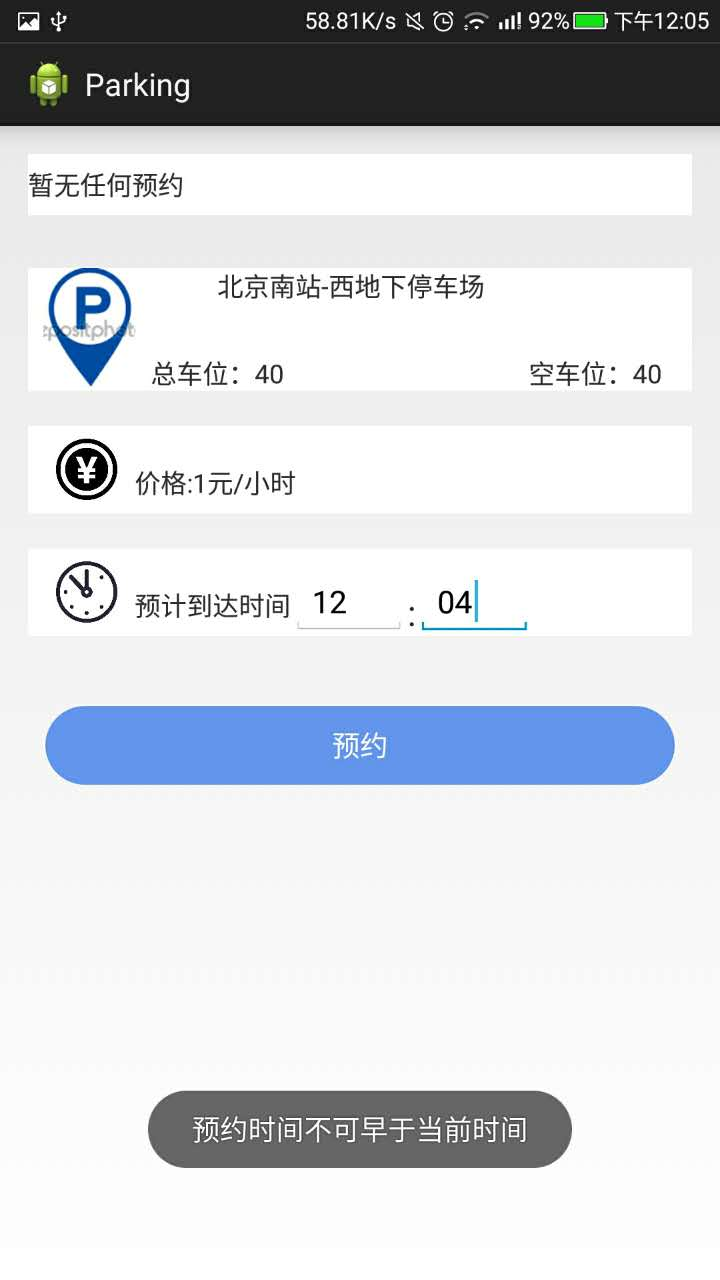 58.81K/s 92% 下午12:05
Parking
暂无任何预约
P
北京南站-西地下停车场
总车位：40 空车位：40
¥
价格:1元/小时
预计到达时间 12 : 04
预约
预约时间不可早于当前时间